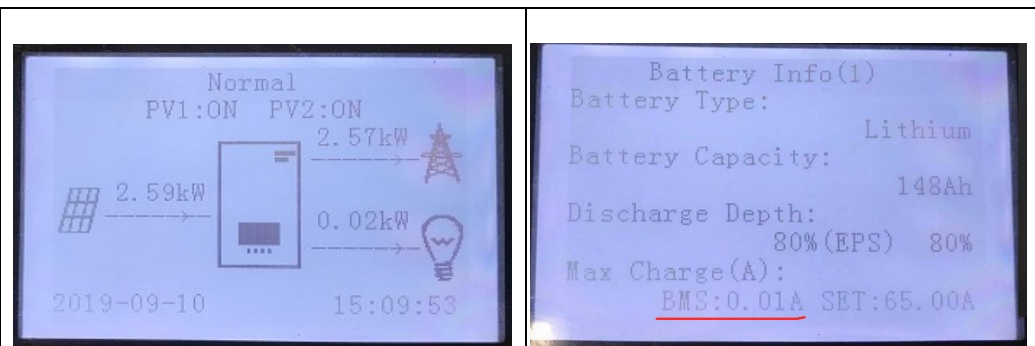 Normal
PV1:ON PV2:ON
2.57kW
2.59kW
0.02kW
2019-09-10 15:09:53
Battery Info(1)
Battery Type:
Lithium
Battery Capacity:
148Ah
Discharge Depth:
80%(EPS) 80%
Max Charge(A):
BMS:0.01A SET:65.00A